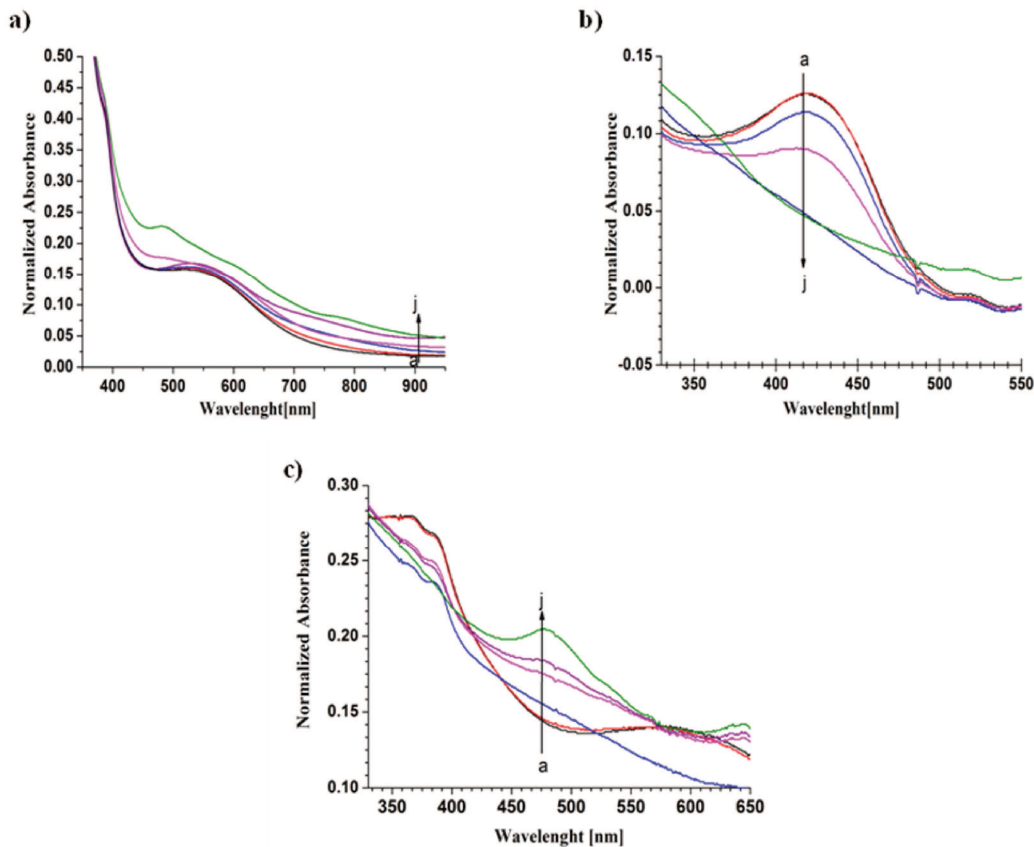 a)
0.50
0.45
0.40
0.35
0.30
0.25
0.20
0.15
0.10
0.05
0.00
Normalized Absorbance
400 500 600 700 800 900
Wavelenght[nm]
j
a
b)
0.15
0.10
0.05
0.00
-0.05
Normalized Absorbance
350 400 450 500 550
Wavelenght[nm]
a
j
c)
0.30
0.25
0.20
0.15
0.10
Normalized Absorbance
350 400 450 500 550 600 650
Wavelenght [nm]
j
a